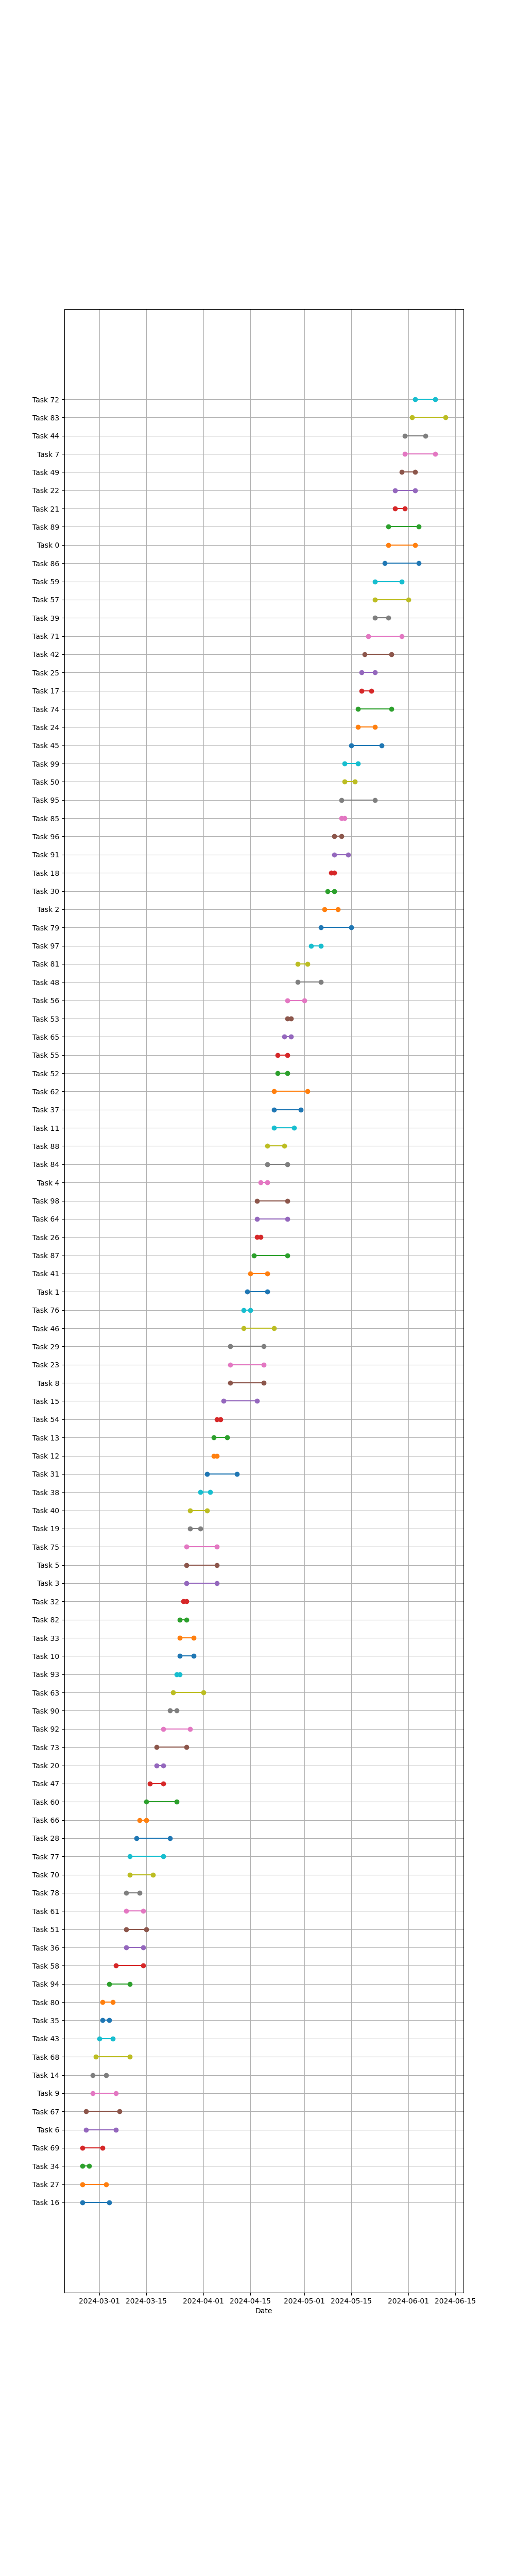 Task 72
Task 83
Task 44
Task 7
Task 49
Task 22
Task 21
Task 89
Task 0
Task 86
Task 59
Task 57
Task 39
Task 71
Task 42
Task 25
Task 17
Task 74
Task 24
Task 45
Task 99
Task 50
Task 95
Task 85
Task 96
Task 91
Task 18
Task 30
Task 2
Task 79
Task 97
Task 81
Task 48
Task 56
Task 53
Task 65
Task 55
Task 52
Task 62
Task 37
Task 11
Task 88
Task 84
Task 4
Task 98
Task 64
Task 26
Task 87
Task 41
Task 1
Task 76
Task 46
Task 29
Task 23
Task 8
Task 15
Task 54
Task 13
Task 12
Task 31
Task 38
Task 40
Task 19
Task 75
Task 5
Task 3
Task 32
Task 82
Task 33
Task 10
Task 93
Task 63
Task 90
Task 92
Task 73
Task 20
Task 47
Task 60
Task 66
Task 28
Task 77
Task 70
Task 78
Task 61
Task 51
Task 36
Task 58
Task 94
Task 80
Task 35
Task 43
Task 68
Task 14
Task 9
Task 67
Task 6
Task 69
Task 34
Task 27
Task 16
2024-03-01 2024-03-15 2024-04-01 2024-04-15 2024-05-01 2024-05-15 2024-06-01 2024-06-15
Date